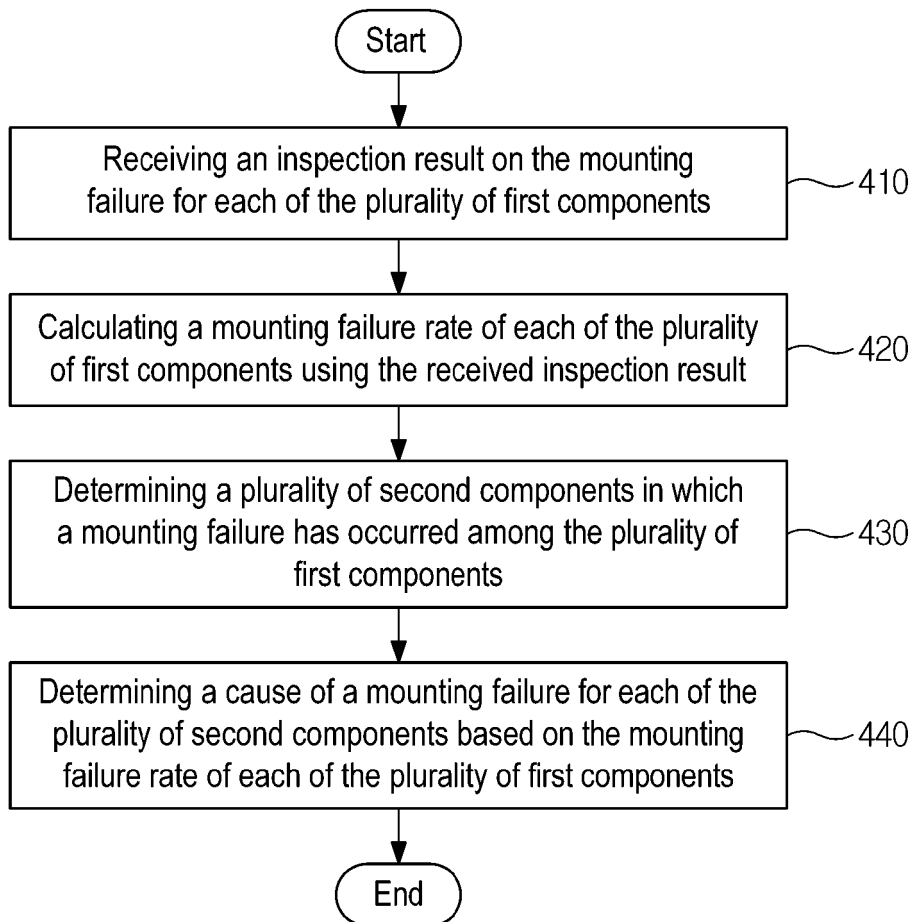 Start
Receiving an inspection result on the mounting
failure for each of the plurality of first components
410
Calculating a mounting failure rate of each of the plurality
of first components using the received inspection result
420
Determining a plurality of second components in which
a mounting failure has occurred among the plurality of
first components
430
Determining a cause of a mounting failure for each of the
plurality of second components based on the mounting
failure rate of each of the plurality of first components
440
End